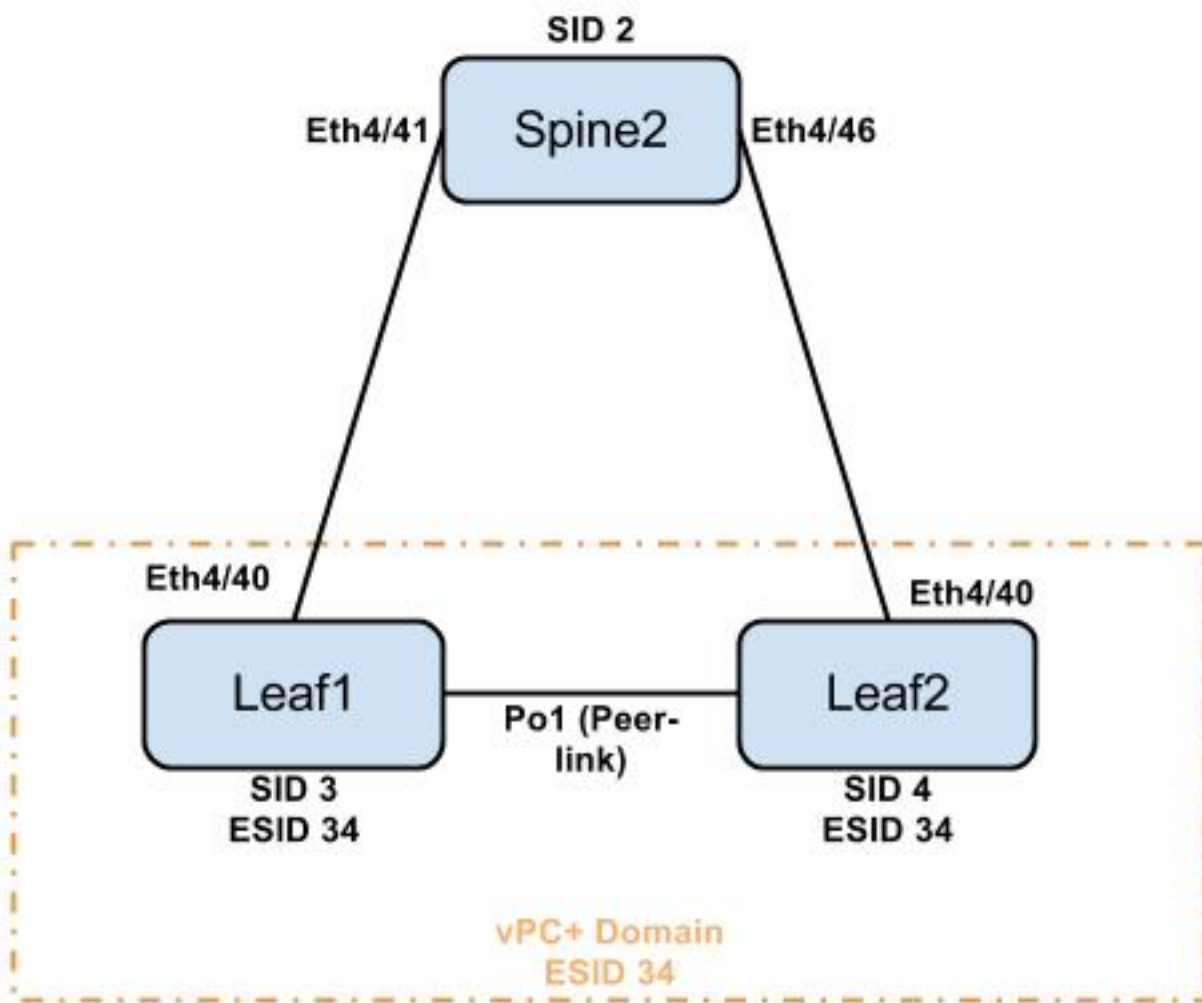 SID 2
Eth4/41
Spine2
Eth4/46
Eth4/40
Eth4/40
Leaf1
Leaf2
Po1 (Peer-
link)
SID 3
ESID 34
SID 4
ESID 34
vPC+ Domain
ESID 34